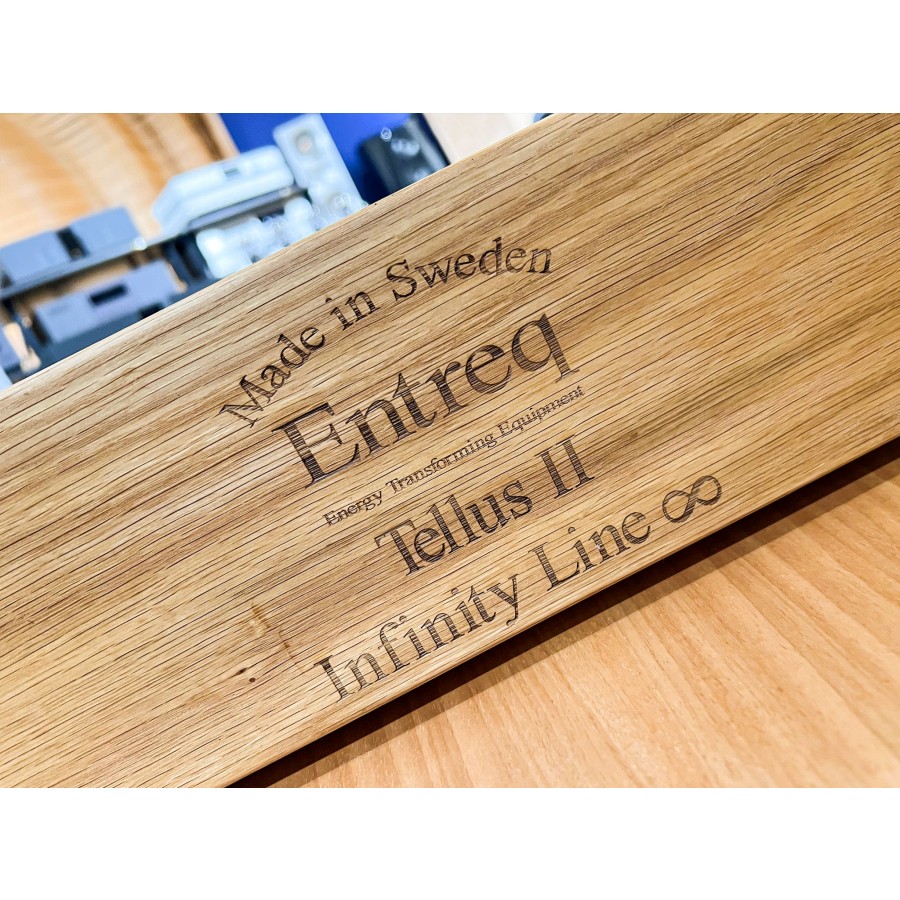 Made in Sweden
Entreq
Energy Transforming Equipment
Tellus II
Infinity Line ∞